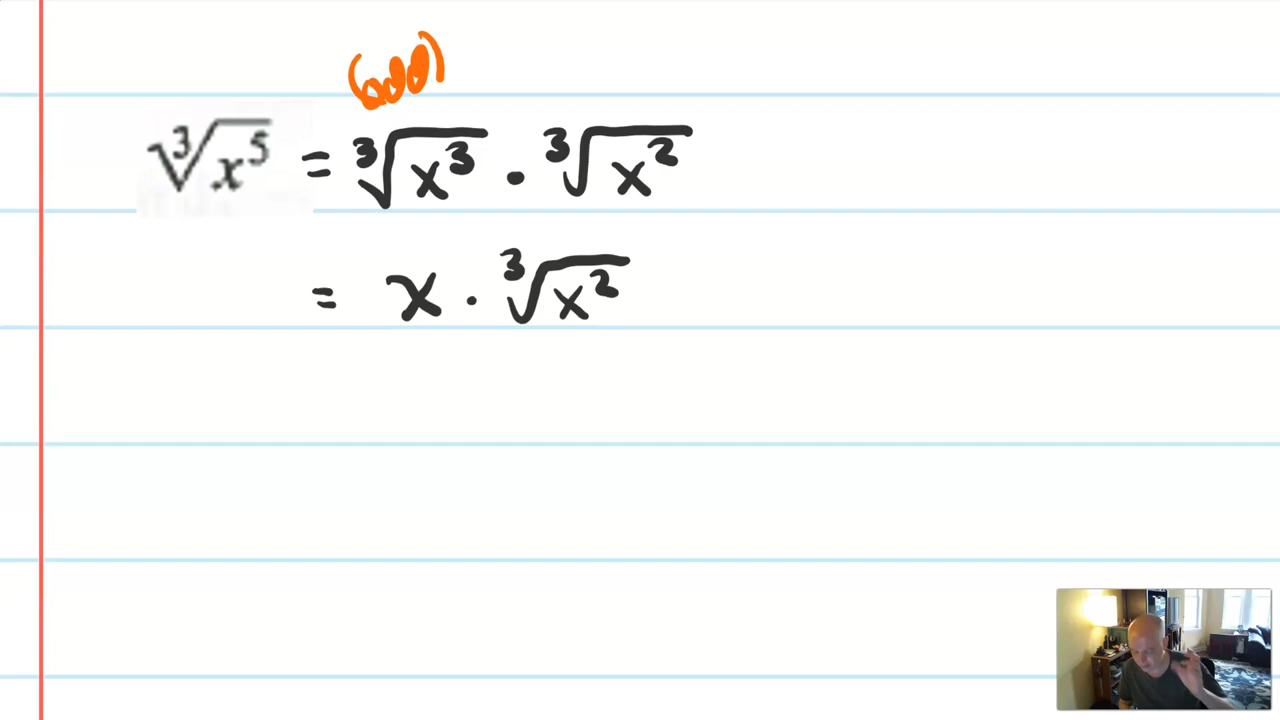 (odd)
∛x⁵ = ∛x³ · ∛x²
= x · ∛x²